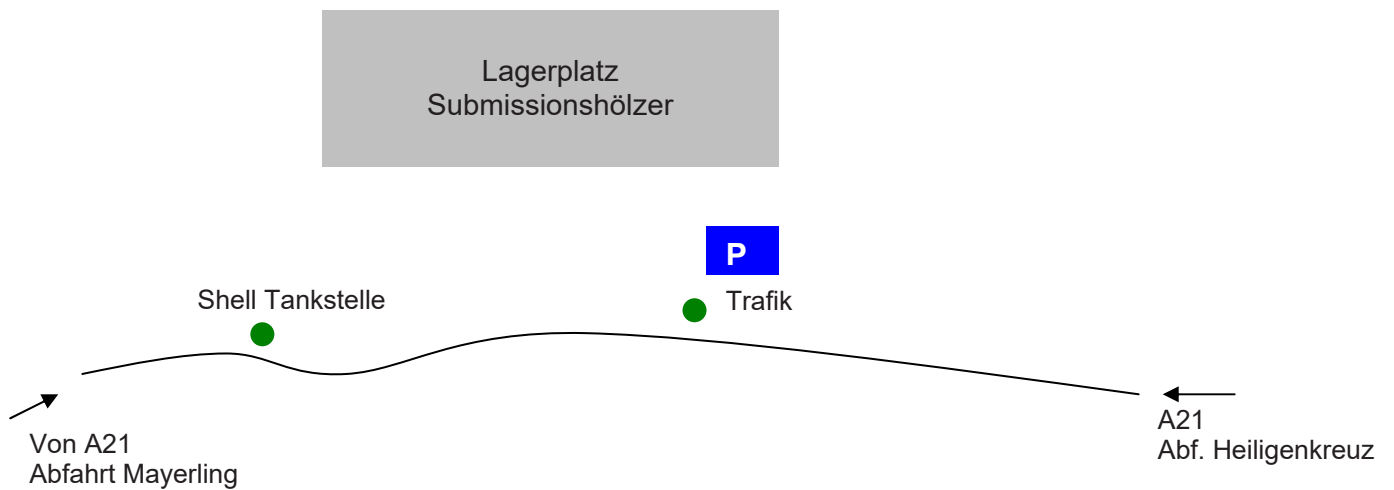 Lagerplatz
Submissionshölzer
P
Shell Tankstelle
Trafik
Von A21
Abfahrt Mayerling
A21
Abf. Heiligenkreuz